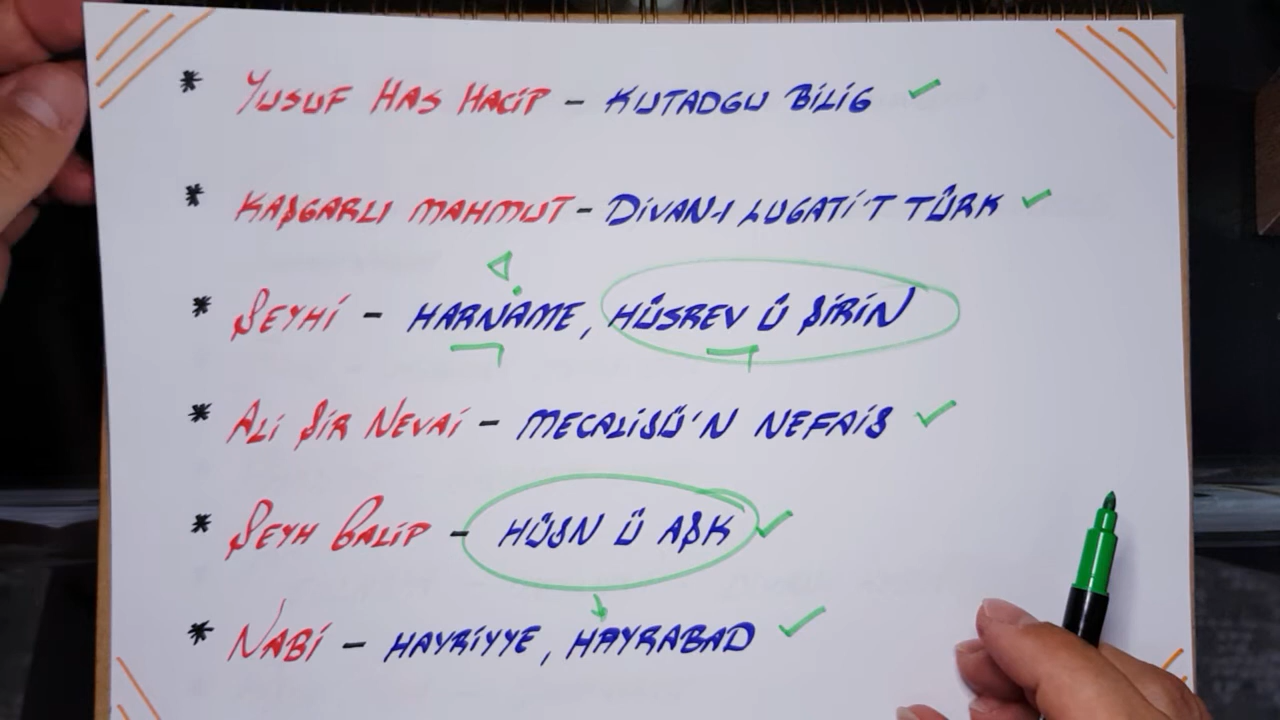 * YUSUF HAS HACİP - KUTADGU BİLİG ✓
* KAŞGARLI MAHMUT - DİVAN-I LUGATİ'T TÜRK ✓
* ŞEYHİ - HARNAME, HÜSREV Ü ŞİRİN
* ALİ ŞİR NEVAİ - MECALİSÜ'N NEFAİS ✓
* ŞEYH GALİP - HÜSN Ü AŞK ✓
* NABİ - HAYRİYYE, HAYRABAD ✓